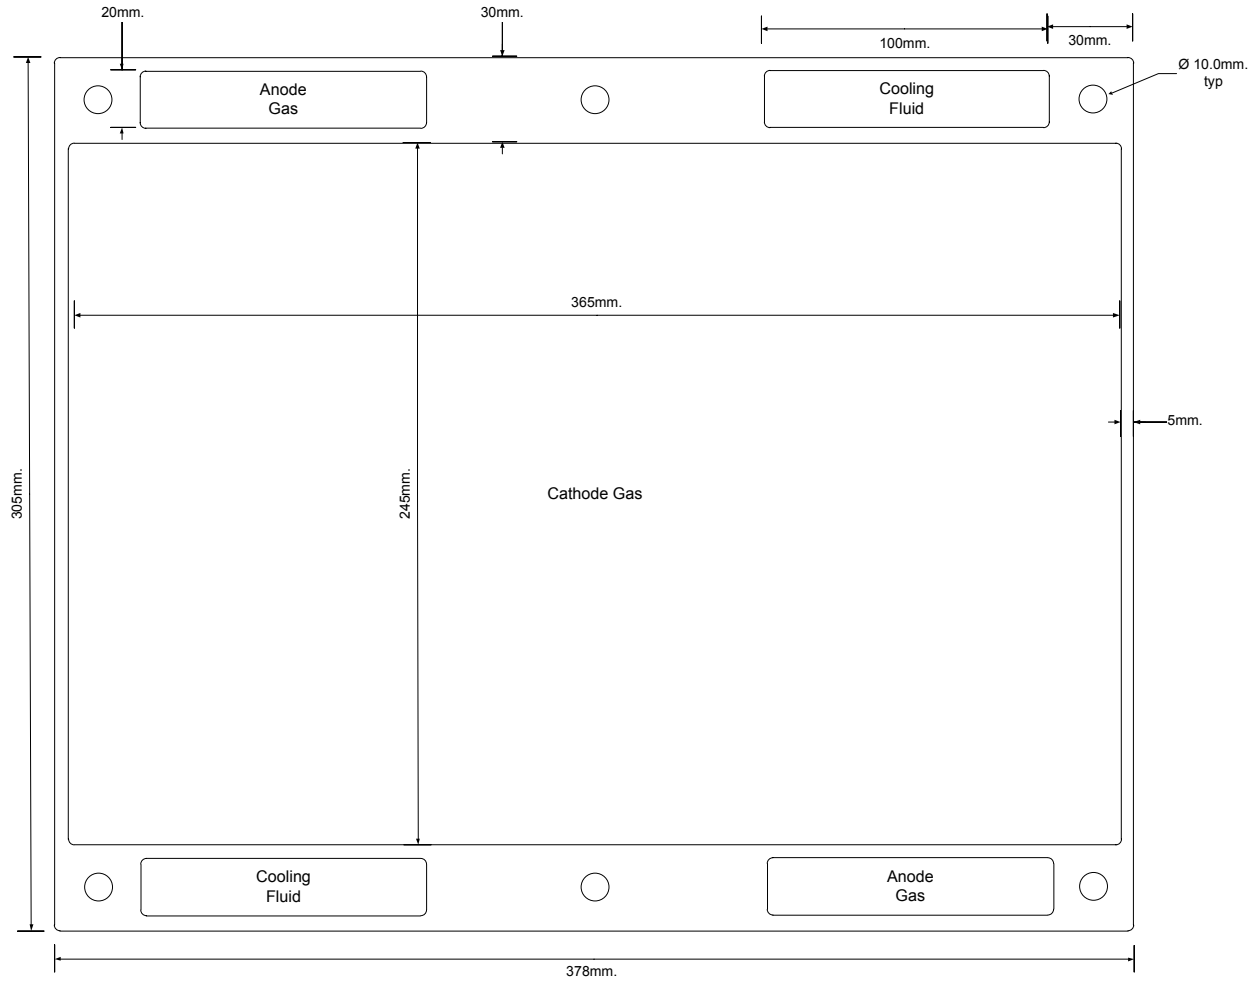 20mm.
30mm.
100mm.
30mm.
Ø 10.0mm.
typ
Anode
Gas
Cooling
Fluid
365mm.
5mm.
305mm.
245mm.
Cathode Gas
Cooling
Fluid
Anode
Gas
378mm.